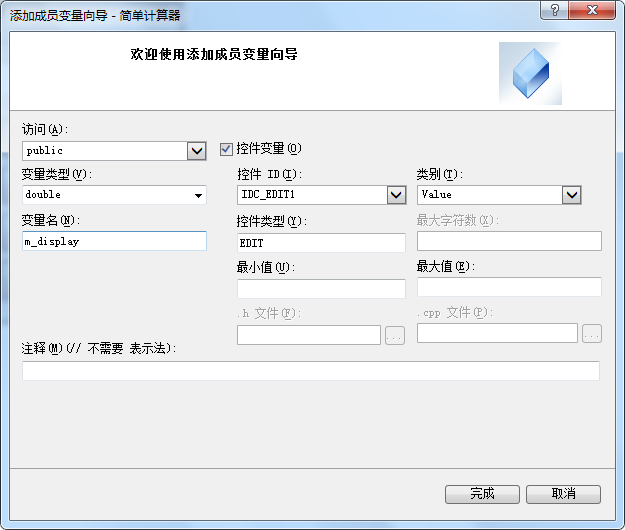 添加成员变量向导 - 简单计算器
欢迎使用添加成员变量向导
访问(A):
public
控件变量(O)
变量类型(V):
控件 ID(I):
类别(T):
double
IDC_EDIT1
Value
变量名(N):
控件类型(Y):
最大字符数(X):
m_display
EDIT
最小值(U):
最大值(E):
.h 文件(F):
.cpp 文件(P):
...
...
注释(M)(// 不需要 表示法):
完成
取消